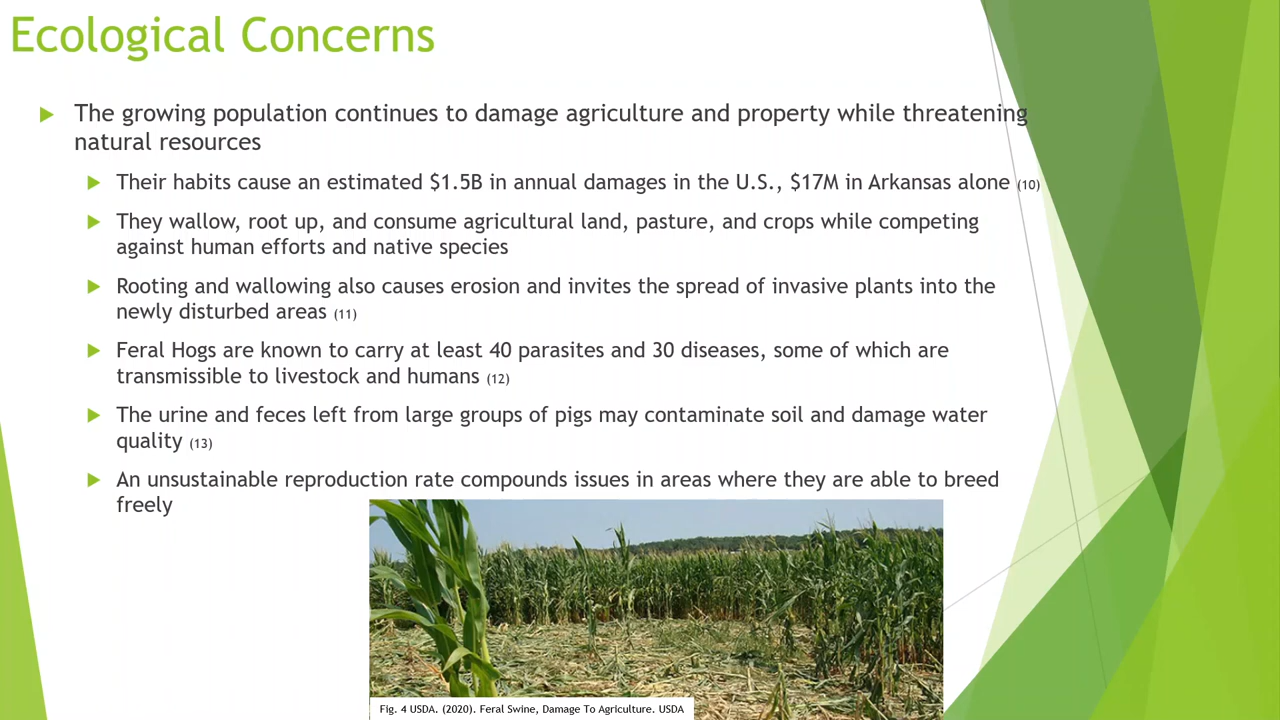 Ecological Concerns
The growing population continues to damage agriculture and property while threatening
natural resources
Their habits cause an estimated $1.5B in annual damages in the U.S., $17M in Arkansas alone (10)
They wallow, root up, and consume agricultural land, pasture, and crops while competing
against human efforts and native species
Rooting and wallowing also causes erosion and invites the spread of invasive plants into the
newly disturbed areas (11)
Feral Hogs are known to carry at least 40 parasites and 30 diseases, some of which are
transmissible to livestock and humans (12)
The urine and feces left from large groups of pigs may contaminate soil and damage water
quality (13)
An unsustainable reproduction rate compounds issues in areas where they are able to breed
freely
Fig. 4 USDA. (2020). Feral Swine, Damage To Agriculture. USDA